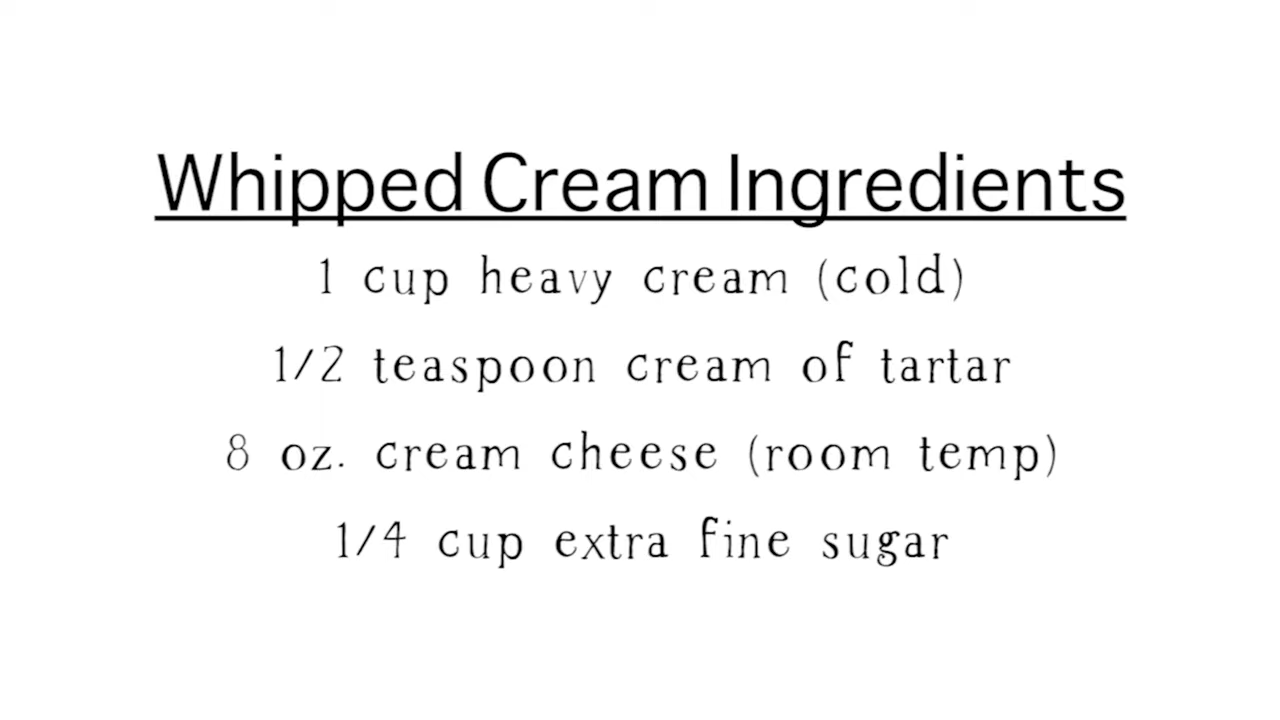 Whipped Cream Ingredients
1 cup heavy cream (cold)
1/2 teaspoon cream of tartar
8 oz. cream cheese (room temp)
1/4 cup extra fine sugar